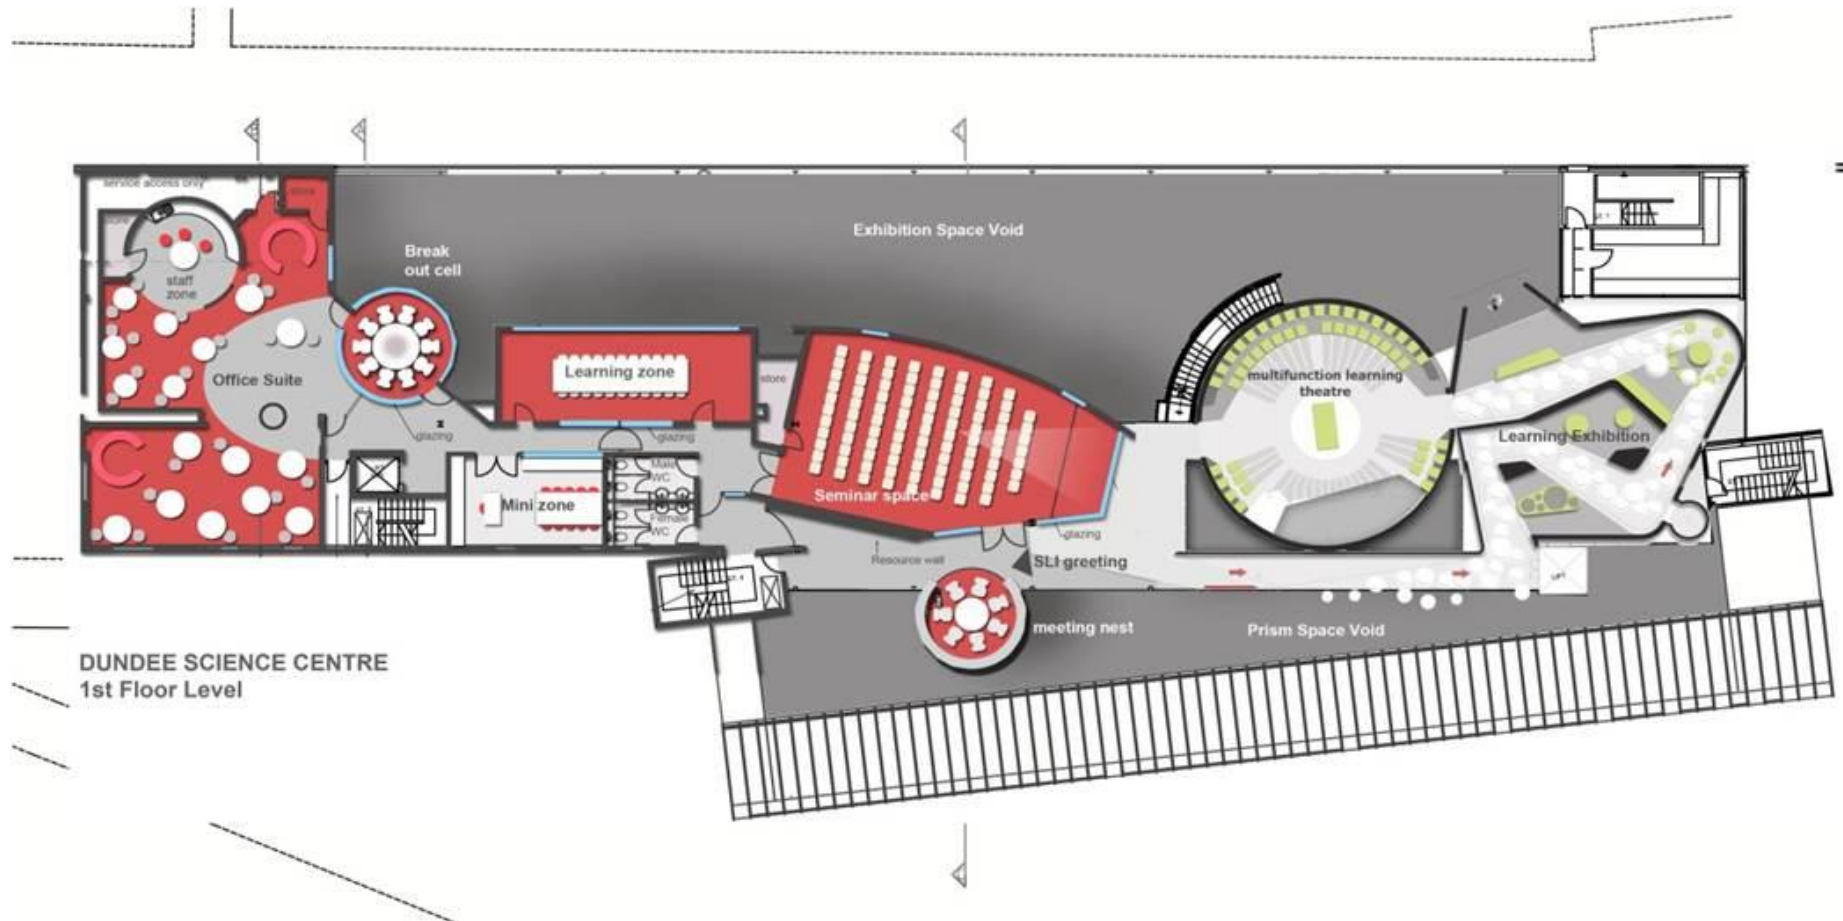 service access only
store
Exhibition Space Void
Break
out cell
staff
zone
multifunction learning
theatre
Office Suite
Learning zone
store
glazing
glazing
Learning Exhibition
Male
WC
Mini zone
Seminar space
Female
WC
glazing
Resource wall
SLI greeting
LIFT
meeting nest
Prism Space Void
DUNDEE SCIENCE CENTRE
1st Floor Level